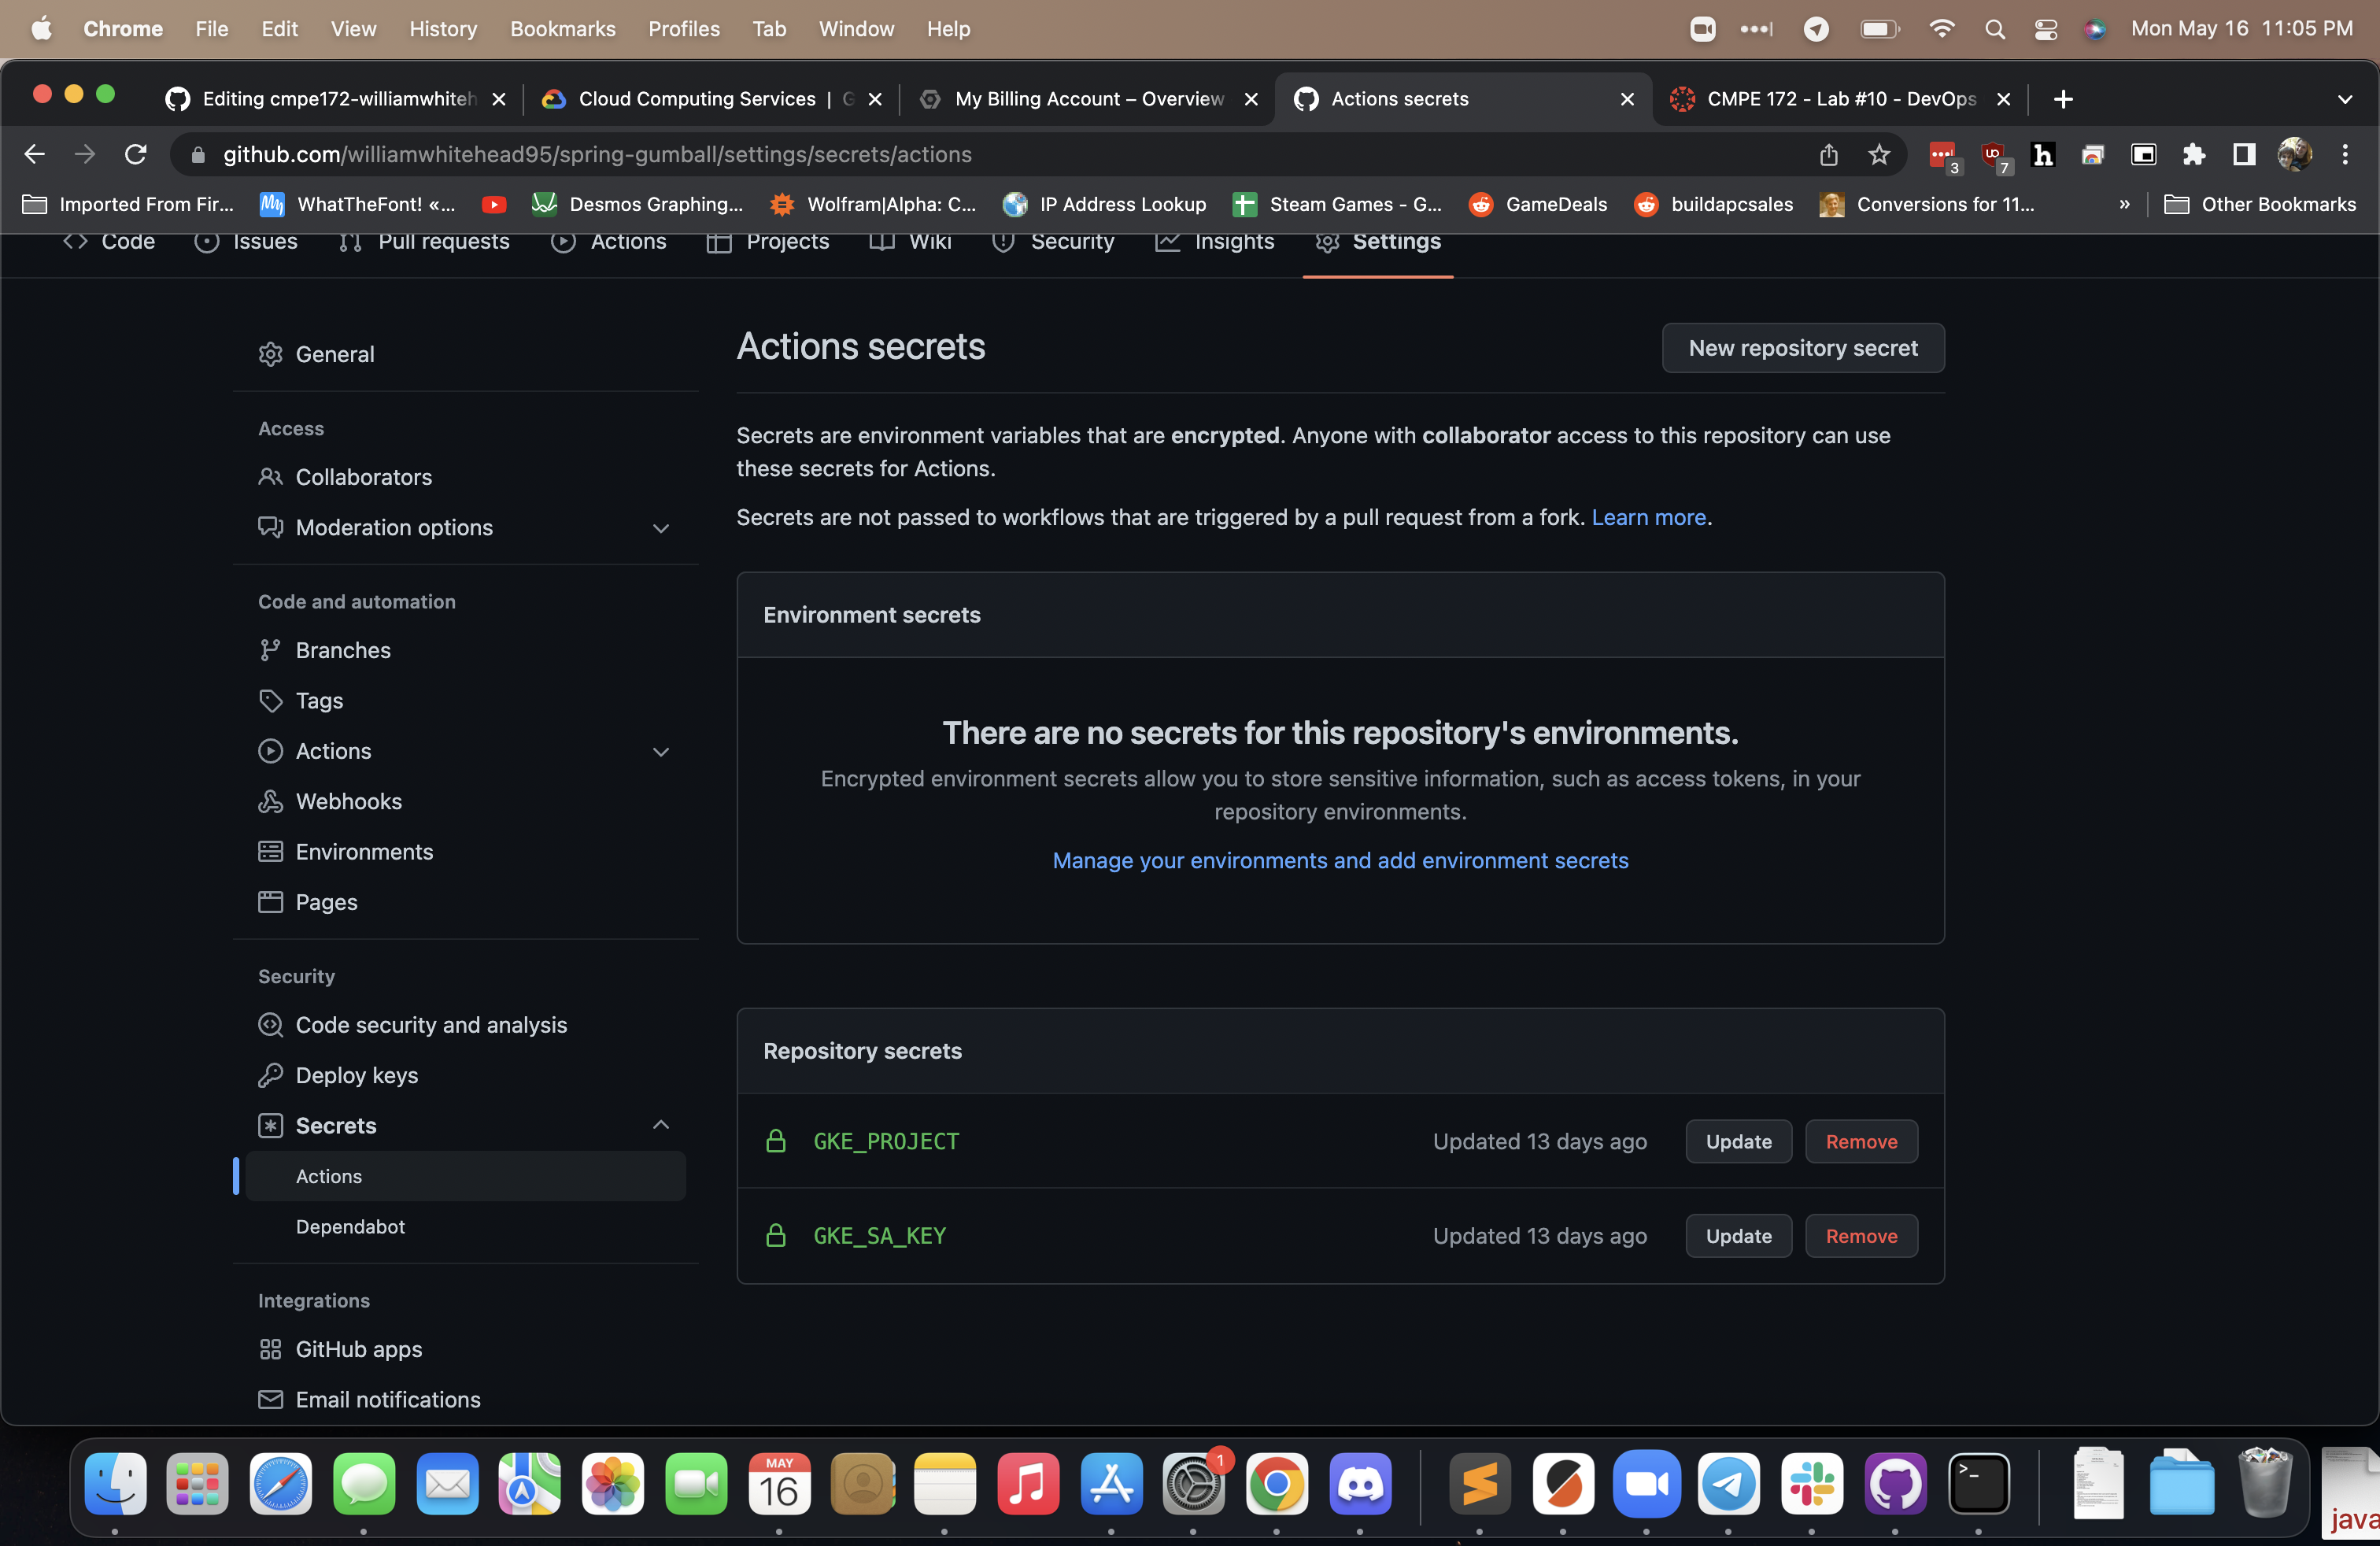 Chrome File Edit View History Bookmarks Profiles Tab Window Help Mon May 16 11:05 PM
Editing cmpe172-williamwhiteh Cloud Computing Services | G My Billing Account – Overview Actions secrets CMPE 172 - Lab #10 - DevOps
github.com/williamwhitehead95/spring-gumball/settings/secrets/actions 3 7
Imported From Fir... WhatTheFont! «... Desmos Graphing... Wolfram|Alpha: C... IP Address Lookup Steam Games - G... GameDeals buildapcsales Conversions for 11... » Other Bookmarks
Code Issues Pull requests Actions Projects Wiki Security Insights Settings
General
Access
Collaborators
Moderation options
Code and automation
Branches
Tags
Actions
Webhooks
Environments
Pages
Security
Code security and analysis
Deploy keys
Secrets
Actions
Dependabot
Integrations
GitHub apps
Email notifications
Actions secrets
New repository secret
Secrets are environment variables that are encrypted. Anyone with collaborator access to this repository can use
these secrets for Actions.
Secrets are not passed to workflows that are triggered by a pull request from a fork. Learn more.
Environment secrets
There are no secrets for this repository's environments.
Encrypted environment secrets allow you to store sensitive information, such as access tokens, in your
repository environments.
Manage your environments and add environment secrets
Repository secrets
GKE_PROJECT Updated 13 days ago Update Remove
GKE_SA_KEY Updated 13 days ago Update Remove
MAY
16
1
java